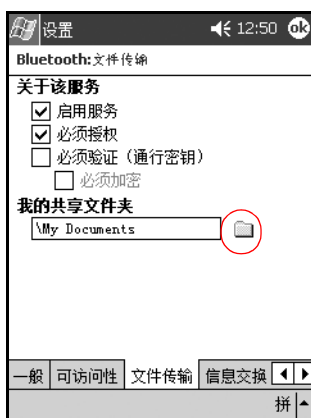 设置 12:50 ok
Bluetooth:文件传输
关于该服务
启用服务
必须授权
必须验证（通行密钥）
必须加密
我的共享文件夹
\My Documents
一般 可访问性 文件传输 信息交换
拼